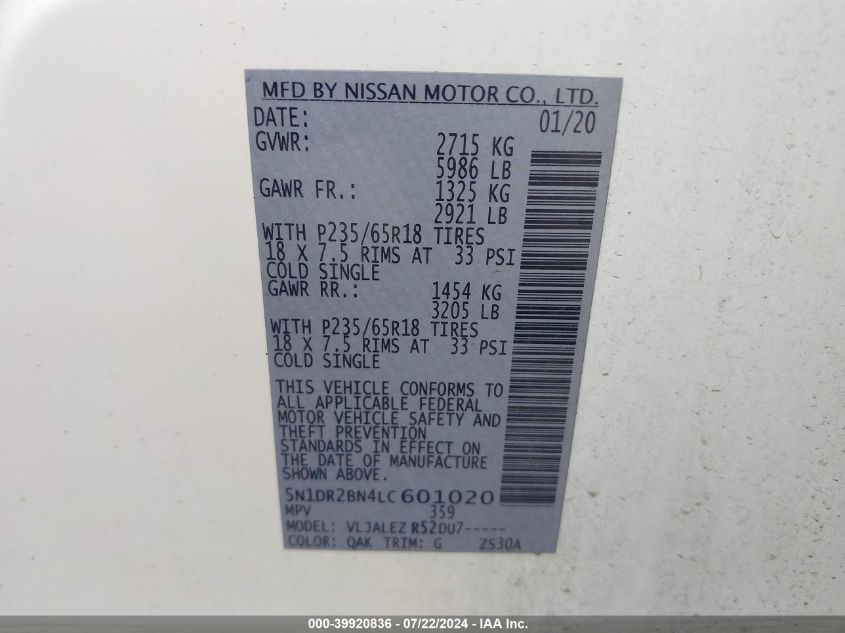 MFD BY NISSAN MOTOR CO., LTD.
DATE: 01/20
GVWR: 2715 KG
5986 LB
GAWR FR.: 1325 KG
2921 LB
WITH P235/65R18 TIRES
18 X 7.5 RIMS AT 33 PSI
COLD SINGLE
GAWR RR.: 1454 KG
3205 LB
WITH P235/65R18 TIRES
18 X 7.5 RIMS AT 33 PSI
COLD SINGLE
THIS VEHICLE CONFORMS TO
ALL APPLICABLE FEDERAL
MOTOR VEHICLE SAFETY AND
THEFT PREVENTION
STANDARDS IN EFFECT ON
THE DATE OF MANUFACTURE
SHOWN ABOVE.
5N1DR2BN4LC601020
MPV 359
MODEL: VLJALEZ R52DU7-----
COLOR: QAK TRIM: G ZS30A
000-39920836 - 07/22/2024 - IAA Inc.